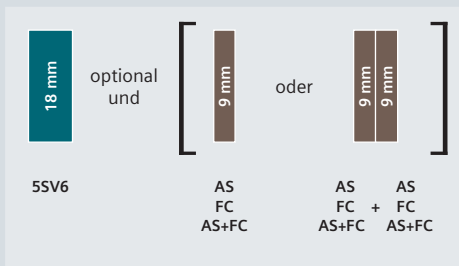 18 mm
optional
und
9 mm
oder
9 mm
9 mm
5SV6
AS
FC
AS+FC
AS AS
FC + FC
AS+FC AS+FC